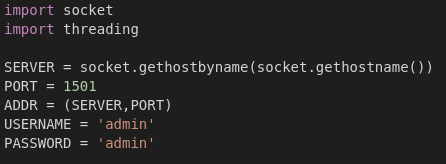 import socket
import threading
SERVER = socket.gethostbyname(socket.gethostname())
PORT = 1501
ADDR = (SERVER,PORT)
USERNAME = 'admin'
PASSWORD = 'admin'